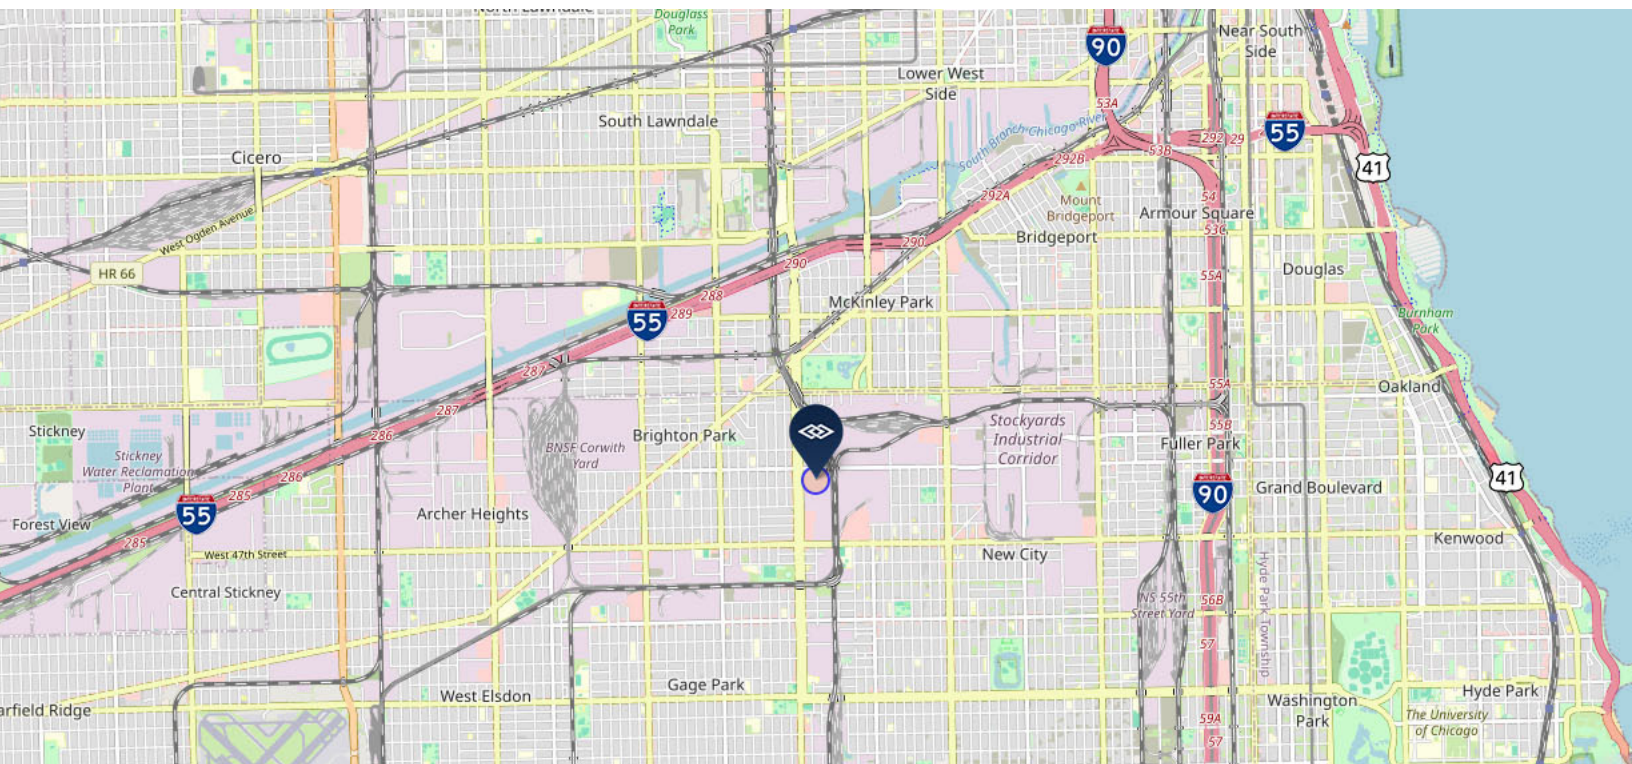 North Lawndale
Douglass
Park
90
Near South
Side
Lower West
Side
53A
South Lawndale
South Branch Chicago River
292
29
55
Cicero
292B
53B
41
292A
54
Mount
Bridgeport
Armour Square
West Ogden Avenue
53C
290
Bridgeport
HR 66
290
55A
Douglas
288
McKinley Park
289
55
Burnham
Park
287
55A
Oakland
287
Stickney
286
Brighton Park
Stockyards
Industrial
Corridor
55B
Fuller Park
BNSF Corwith
Yard
Stickney
Water Reclamation
Plant
286
285
90
Grand Boulevard
41
55
Forest View
Archer Heights
285
West 47th Street
New City
Kenwood
Hyde Park Township
Central Stickney
NS 55th
Street Yard
56B
57
West Elsdon
Gage Park
Washington
Park
Hyde Park
arfield Ridge
59A
The University
of Chicago
57